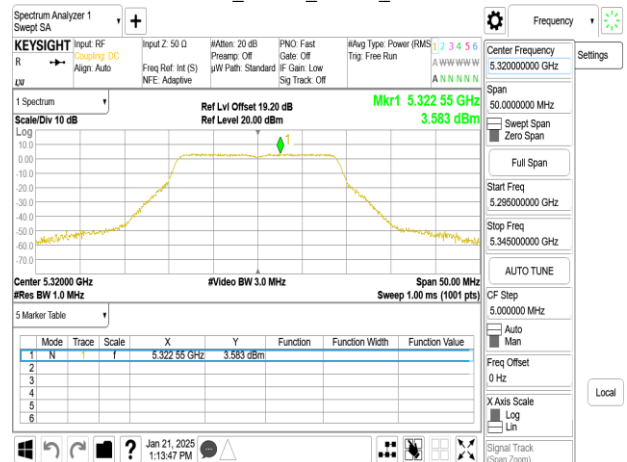 Spectrum Analyzer 1
Swept SA
Frequency
KEYSIGHT
R
Input: RF
Coupling: DC
Align: Auto
Input Z: 50 Ω
Freq Ref: Int (S)
NFE: Adaptive
#Atten: 20 dB
Preamp: Off
µW Path: Standard
PNO: Fast
Gate: Off
IF Gain: Low
Sig Track: Off
#Avg Type: Power (RMS
Trig: Free Run
1 2 3 4 5 6
A W W W W W
A N N N N N
1 Spectrum
Scale/Div 10 dB
Ref Lvl Offset 19.20 dB
Ref Level 20.00 dBm
Mkr1 5.322 55 GHz
3.583 dBm
Log
10.0
0.00
-10.0
-20.0
-30.0
-40.0
-50.0
-60.0
-70.0
1
Center 5.32000 GHz
#Res BW 1.0 MHz
#Video BW 3.0 MHz
Span 50.00 MHz
Sweep 1.00 ms (1001 pts)
5 Marker Table
Mode Trace Scale X Y Function Function Width Function Value
1 N 1 f 5.322 55 GHz 3.583 dBm
2
3
4
5
6
Jan 21, 2025
1:13:47 PM
Center Frequency
5.320000000 GHz
Settings
Span
50.0000000 MHz
Swept Span
Zero Span
Full Span
Start Freq
5.295000000 GHz
Stop Freq
5.345000000 GHz
AUTO TUNE
CF Step
5.000000 MHz
Auto
Man
Freq Offset
0 Hz
X Axis Scale
Log
Lin
Local
Signal Track
(Span Zoom)